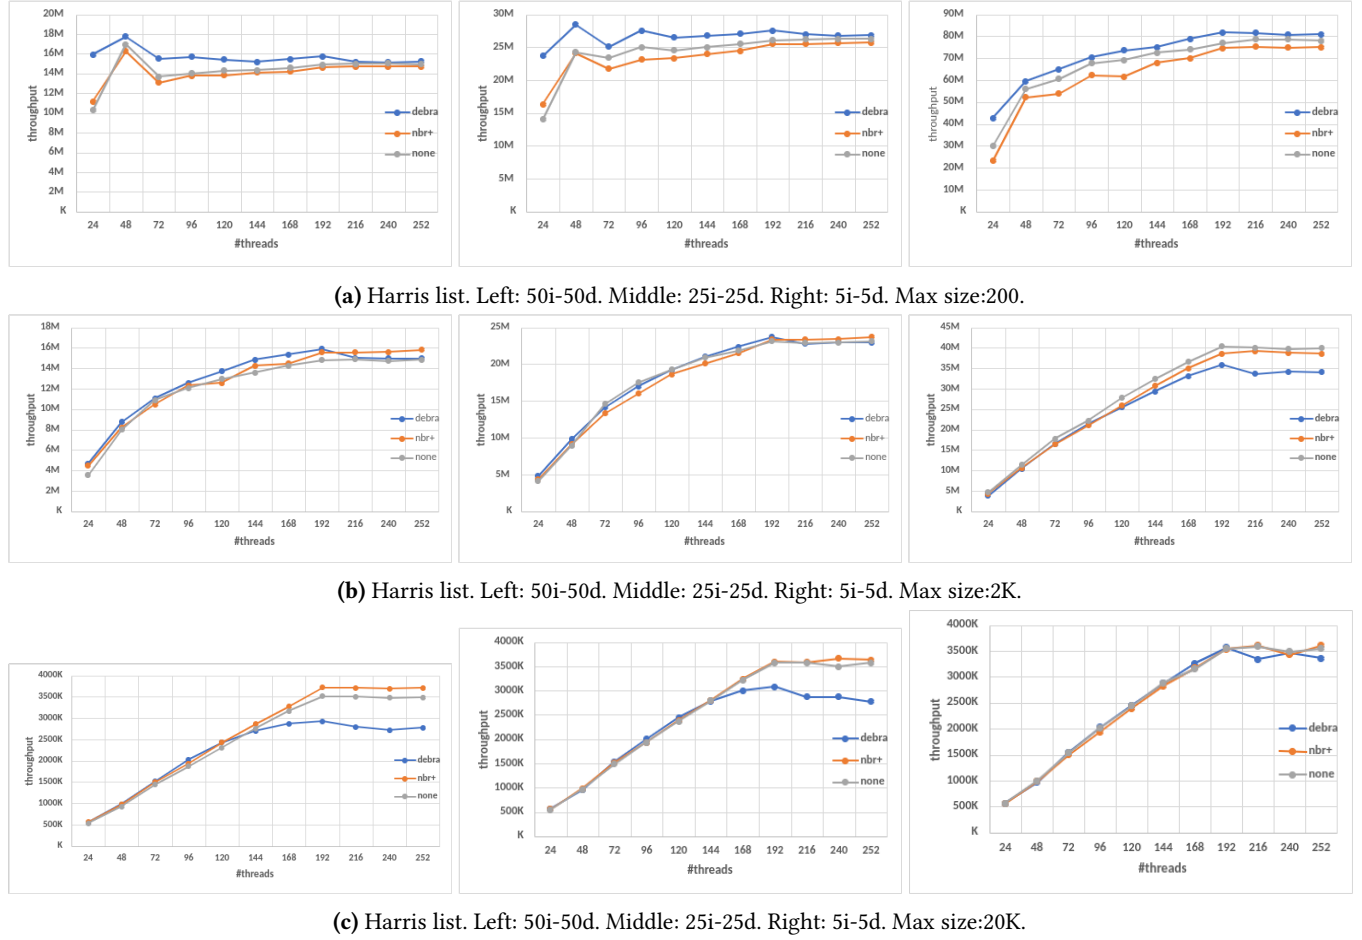 20M
18M
16M
14M
12M
10M
8M
6M
4M
2M
K
throughput
24 48 72 96 120 144 168 192 216 240 252
#threads
debra
nbr+
none
30M
25M
20M
15M
10M
5M
K
throughput
24 48 72 96 120 144 168 192 216 240 252
#threads
debra
nbr+
none
90M
80M
70M
60M
50M
40M
30M
20M
10M
K
throughput
24 48 72 96 120 144 168 192 216 240 252
#threads
debra
nbr+
none
(a) Harris list. Left: 50i-50d. Middle: 25i-25d. Right: 5i-5d. Max size:200.
18M
16M
14M
12M
10M
8M
6M
4M
2M
K
throughput
24 48 72 96 120 144 168 192 216 240 252
#threads
debra
nbr+
none
25M
20M
15M
10M
5M
K
throughput
24 48 72 96 120 144 168 192 216 240 252
#threads
debra
nbr+
none
45M
40M
35M
30M
25M
20M
15M
10M
5M
K
throughput
24 48 72 96 120 144 168 192 216 240 252
#threads
debra
nbr+
none
(b) Harris list. Left: 50i-50d. Middle: 25i-25d. Right: 5i-5d. Max size:2K.
4000K
3500K
3000K
2500K
2000K
1500K
1000K
500K
K
throughput
24 48 72 96 120 144 168 192 216 240 252
#threads
debra
nbr+
none
4000K
3500K
3000K
2500K
2000K
1500K
1000K
500K
K
throughput
24 48 72 96 120 144 168 192 216 240 252
#threads
debra
nbr+
none
4000K
3500K
3000K
2500K
2000K
1500K
1000K
500K
K
throughput
24 48 72 96 120 144 168 192 216 240 252
#threads
debra
nbr+
none
(c) Harris list. Left: 50i-50d. Middle: 25i-25d. Right: 5i-5d. Max size:20K.